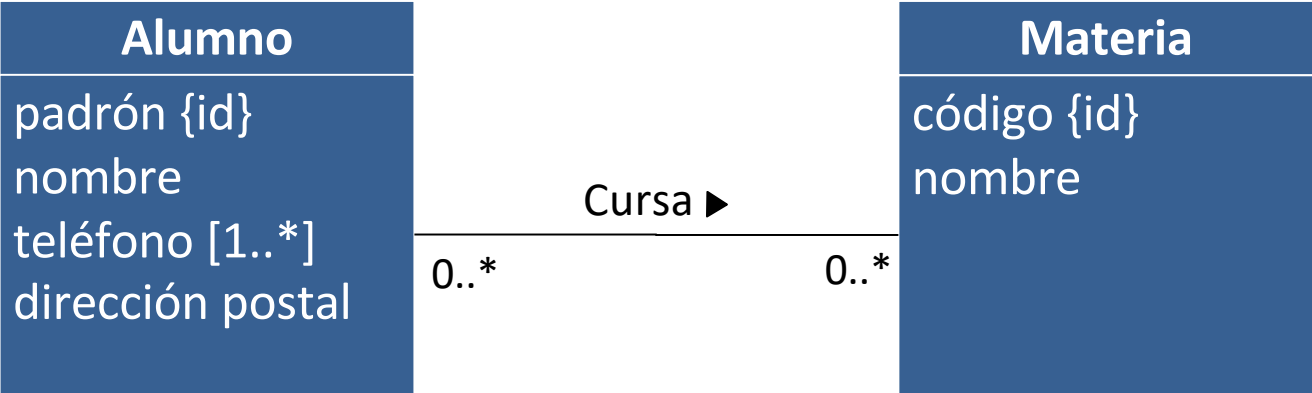 Alumno
padrón {id}
nombre
teléfono [1..*]
dirección postal
Cursa ▶
0..*
0..*
Materia
código {id}
nombre